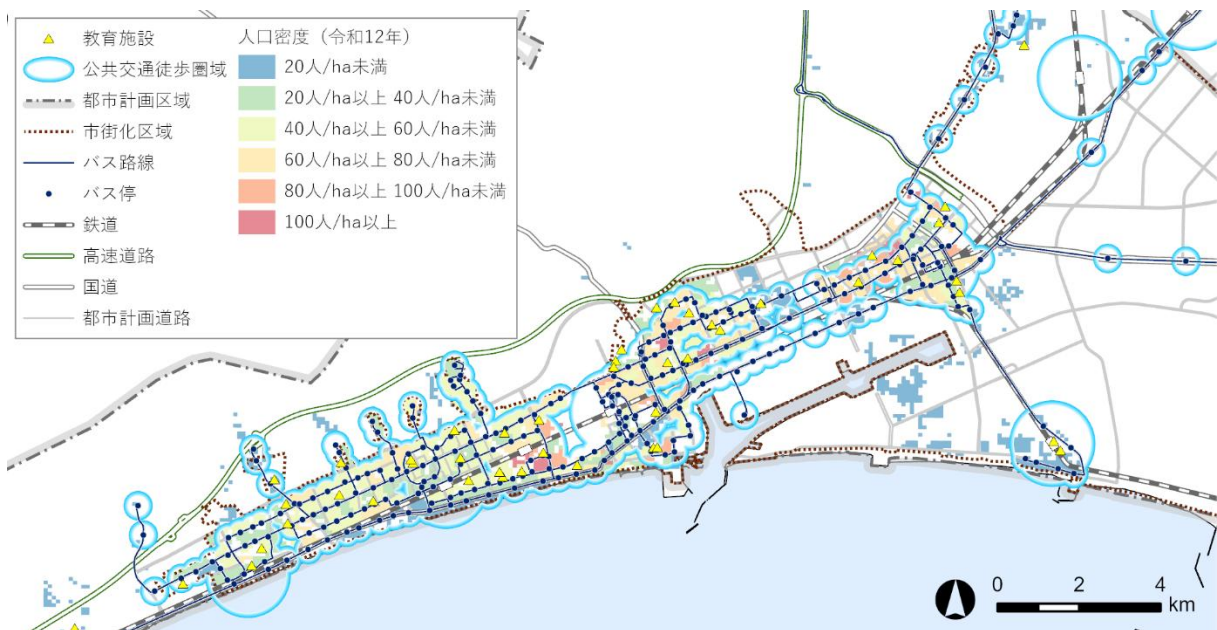 教育施設
公共交通徒歩圏域
都市計画区域
市街化区域
バス路線
バス停
鉄道
高速道路
国道
都市計画道路
人口密度（令和12年）
20人/ha未満
20人/ha以上 40人/ha未満
40人/ha以上 60人/ha未満
60人/ha以上 80人/ha未満
80人/ha以上 100人/ha未満
100人/ha以上
0 2 4
km